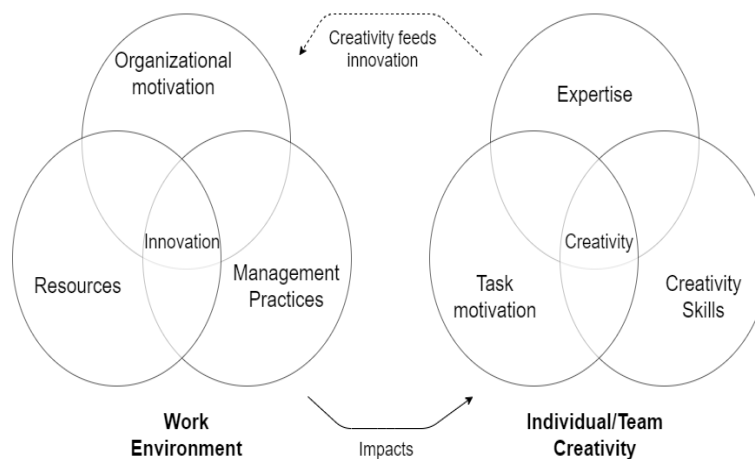 Creativity feeds
innovation
Organizational
motivation
Resources
Innovation
Management
Practices
Expertise
Task
motivation
Creativity
Creativity
Skills
Work
Environment
Impacts
Individual/Team
Creativity